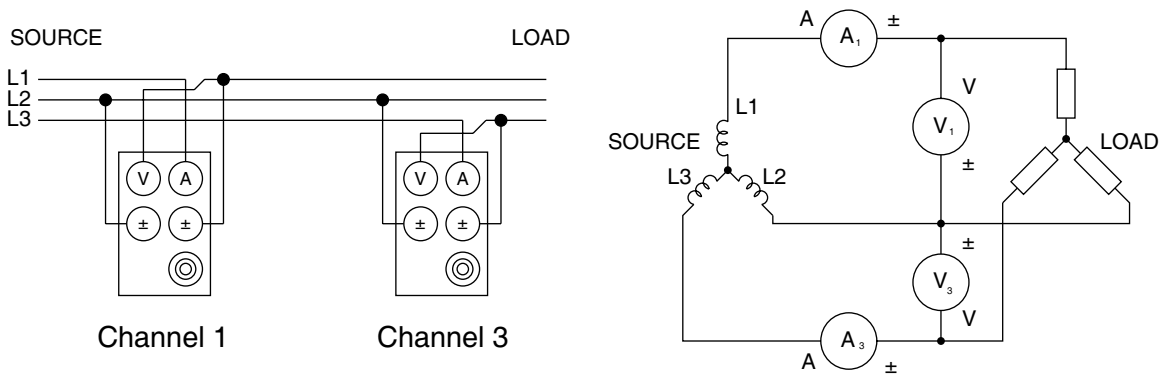 SOURCE
LOAD
L1
L2
L3
V A
± ±
Channel 1
V A
± ±
Channel 3
A A₁ ±
V
V₁
±
L1
SOURCE
LOAD
L3 L2
±
V₃
V
A A₃ ±